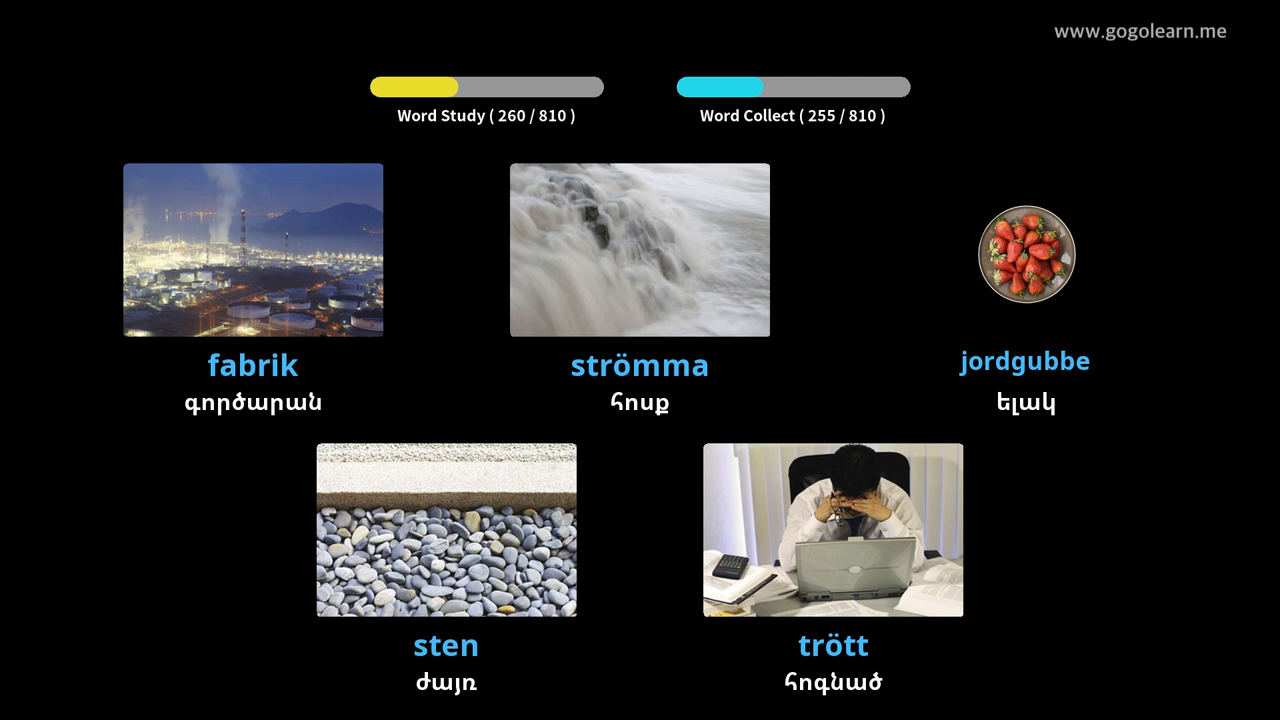 www.gogolearn.me
Word Study ( 260 / 810 )
Word Collect ( 255 / 810 )
fabrik
գործարան
strömma
հոսք
jordgubbe
ելակ
sten
ժայռ
trött
հոգնած